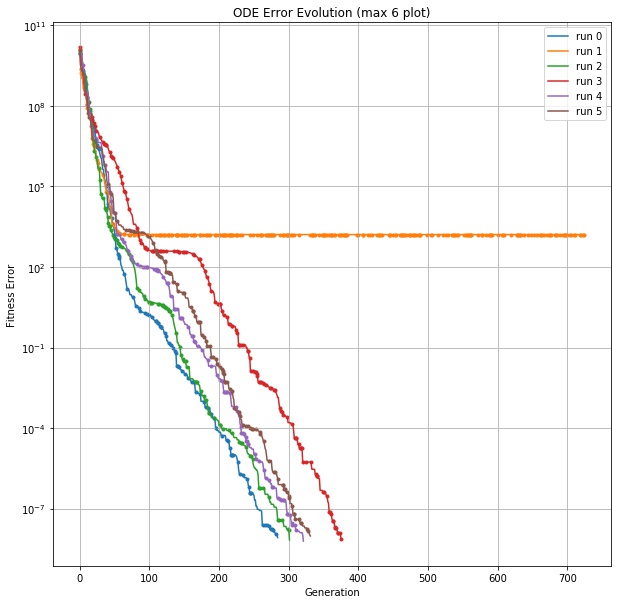 ODE Error Evolution (max 6 plot)
10¹¹
10⁸
10⁵
10²
10⁻¹
10⁻⁴
10⁻⁷
Fitness Error
run 0
run 1
run 2
run 3
run 4
run 5
0 100 200 300 400 500 600 700
Generation